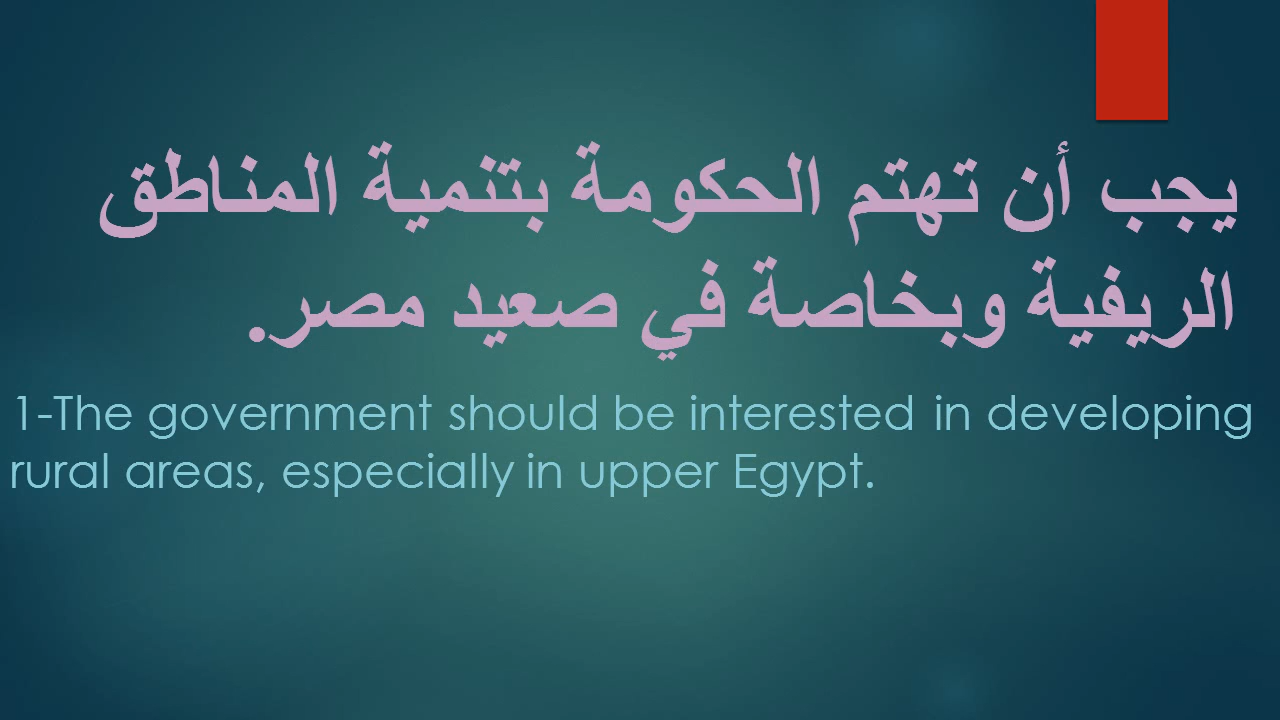 يجب أن تهتم الحكومة بتنمية المناطق
الريفية وبخاصة في صعيد مصر.
1-The government should be interested in developing
rural areas, especially in upper Egypt.